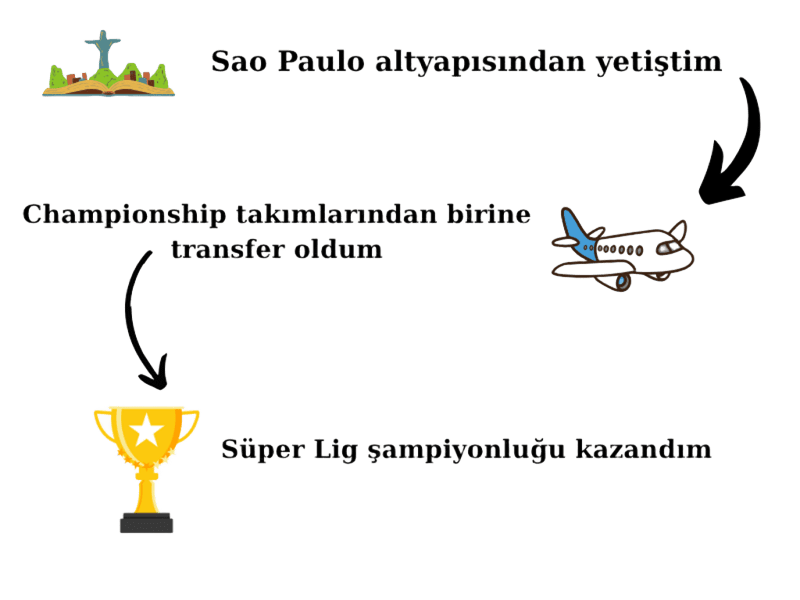 Sao Paulo altyapısından yetiştim
Championship takımlarından birine
transfer oldum
Süper Lig şampiyonluğu kazandım